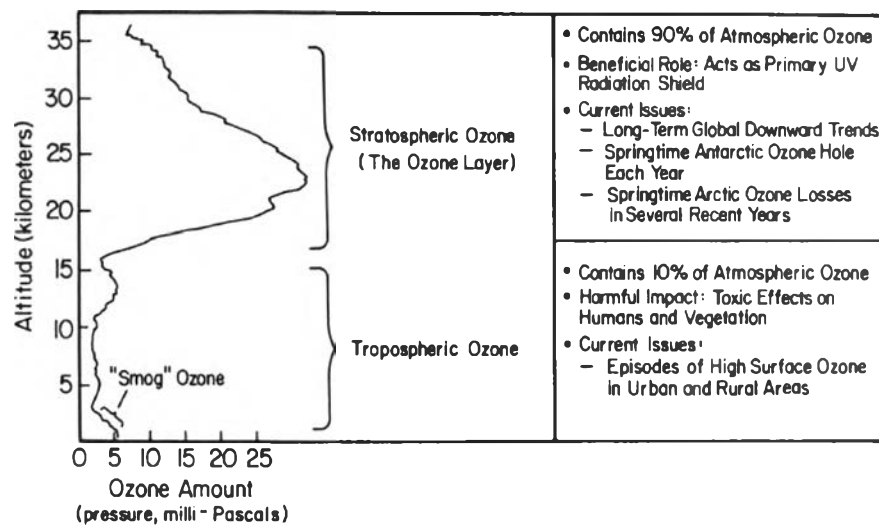 35
30
25
20
15
10
5
Altitude (kilometers)
"Smog" Ozone
0 5 10 15 20 25
Ozone Amount
(pressure, milli-Pascals)
Stratospheric Ozone
(The Ozone Layer)
Tropospheric Ozone
• Contains 90% of Atmospheric Ozone
• Beneficial Role: Acts as Primary UV
Radiation Shield
• Current Issues:
– Long-Term Global Downward Trends
– Springtime Antarctic Ozone Hole
Each Year
– Springtime Arctic Ozone Losses
in Several Recent Years
• Contains 10% of Atmospheric Ozone
• Harmful Impact: Toxic Effects on
Humans and Vegetation
• Current Issues:
– Episodes of High Surface Ozone
in Urban and Rural Areas